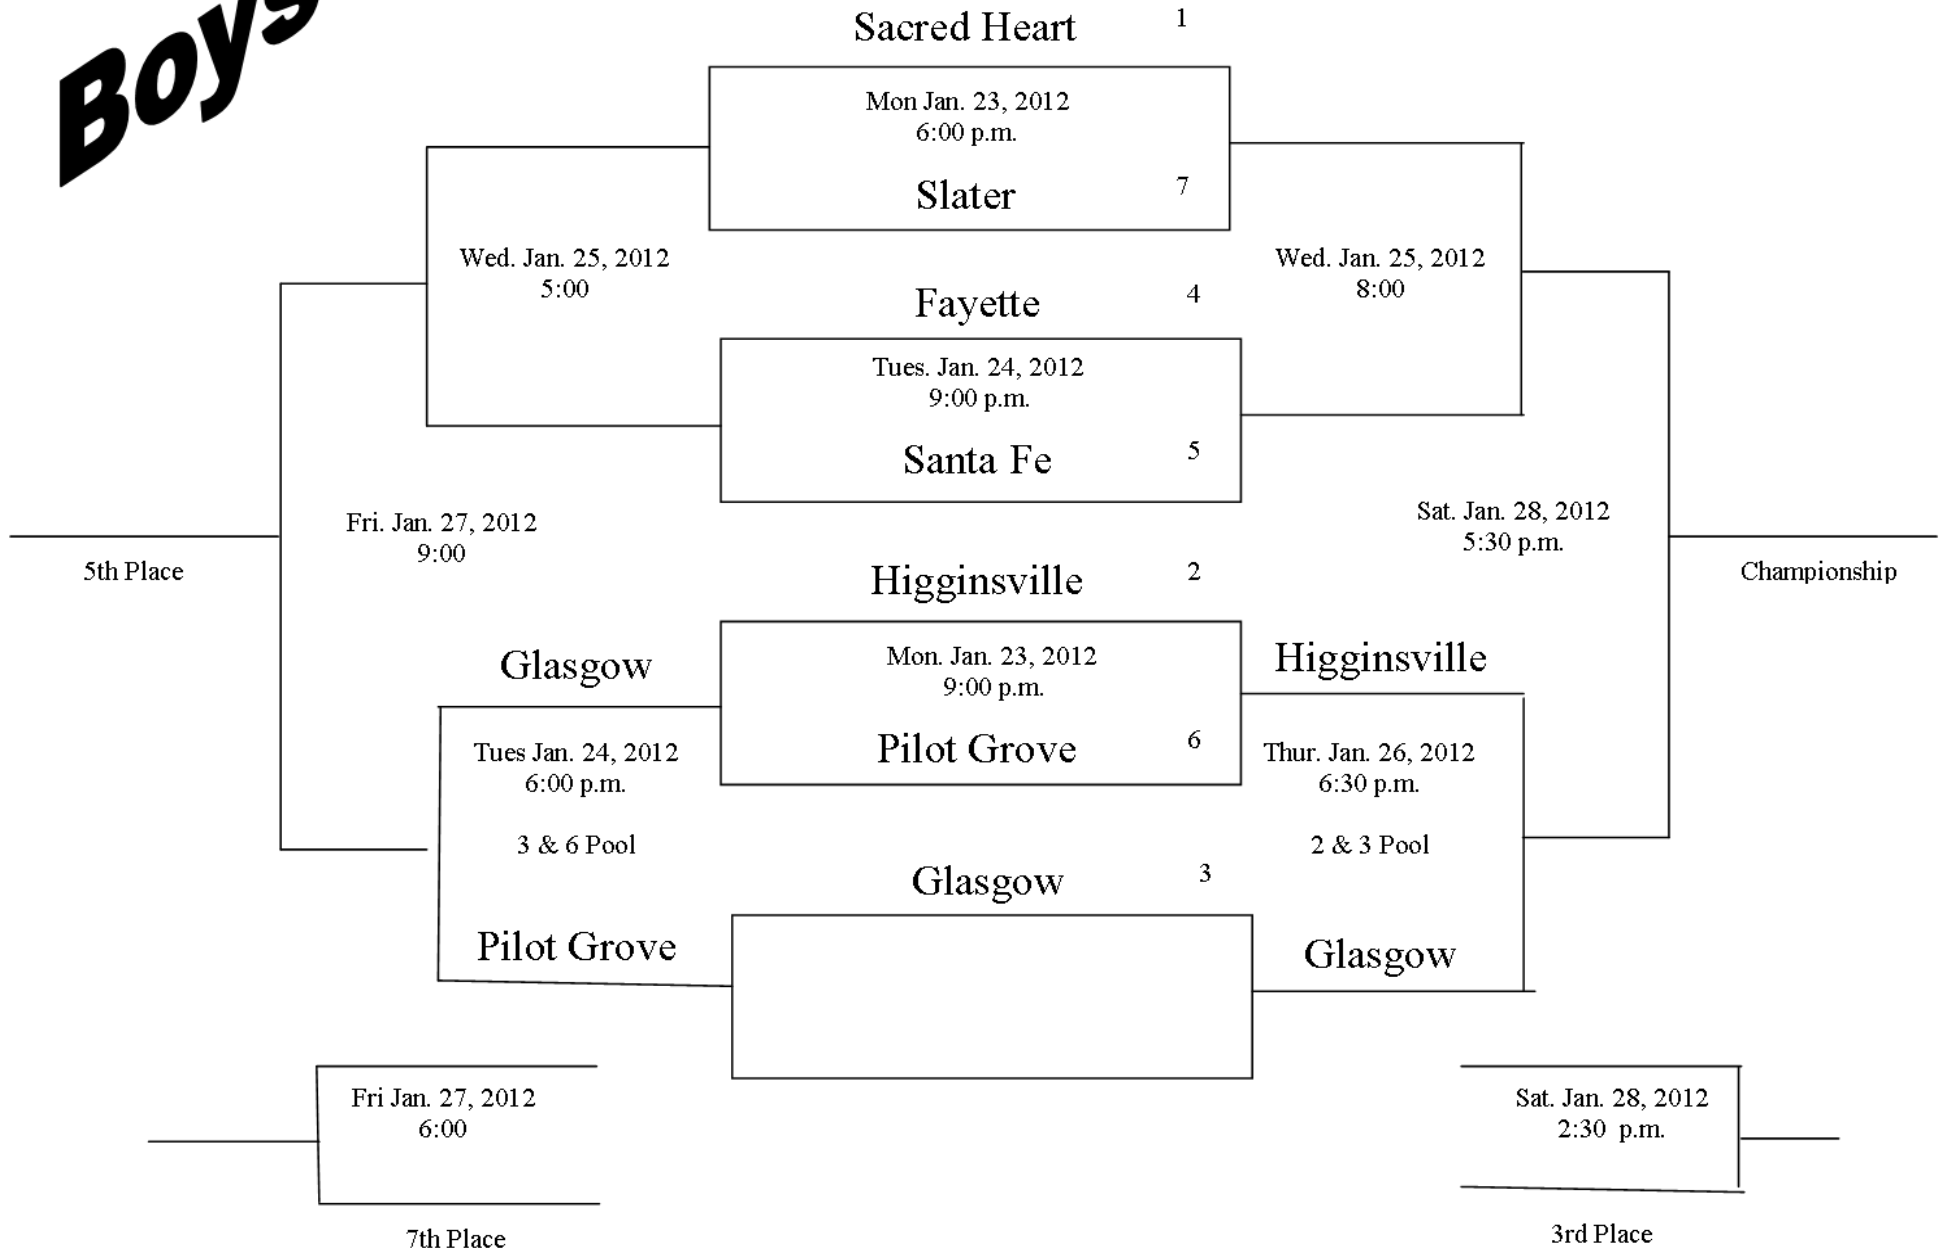 Boys
Sacred Heart 1
Mon Jan. 23, 2012
6:00 p.m.
Slater 7
Wed. Jan. 25, 2012
5:00
Wed. Jan. 25, 2012
8:00
Fayette 4
Tues. Jan. 24, 2012
9:00 p.m.
Santa Fe 5
Fri. Jan. 27, 2012
9:00
Sat. Jan. 28, 2012
5:30 p.m.
5th Place
Championship
Higginsville 2
Glasgow
Mon. Jan. 23, 2012
9:00 p.m.
Higginsville
Pilot Grove 6
Tues Jan. 24, 2012
6:00 p.m.
3 & 6 Pool
Thur. Jan. 26, 2012
6:30 p.m.
2 & 3 Pool
Glasgow 3
Pilot Grove
Glasgow
Fri Jan. 27, 2012
6:00
7th Place
Sat. Jan. 28, 2012
2:30 p.m.
3rd Place